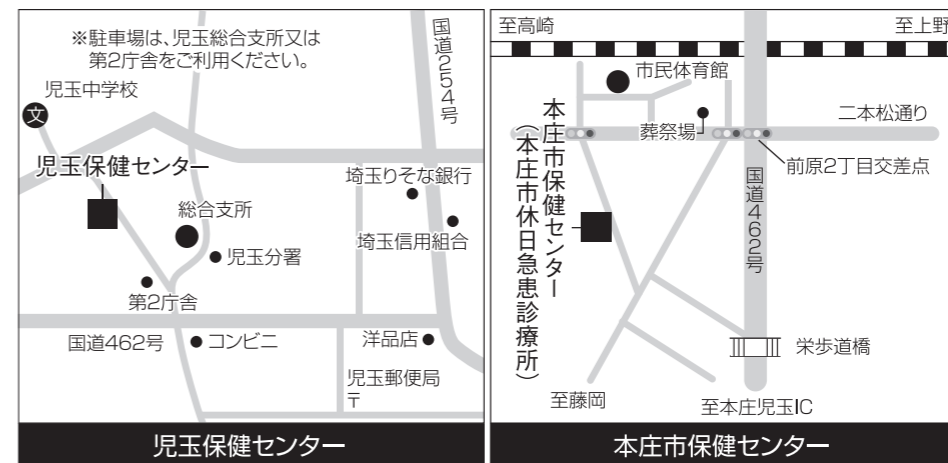 ※駐車場は、児玉総合支所又は
第2庁舎をご利用ください。
国道254号
児玉中学校
文
児玉保健センター
総合支所
埼玉りそな銀行
埼玉信用組合
児玉分署
第2庁舎
国道462号
コンビニ
洋品店
児玉郵便局
〒
児玉保健センター
至高崎
至上野
市民体育館
二本松通り
葬祭場
前原2丁目交差点
本庄市保健センター
(本庄市休日急患診療所)
国道462号
栄歩道橋
至藤岡
至本庄児玉IC
本庄市保健センター